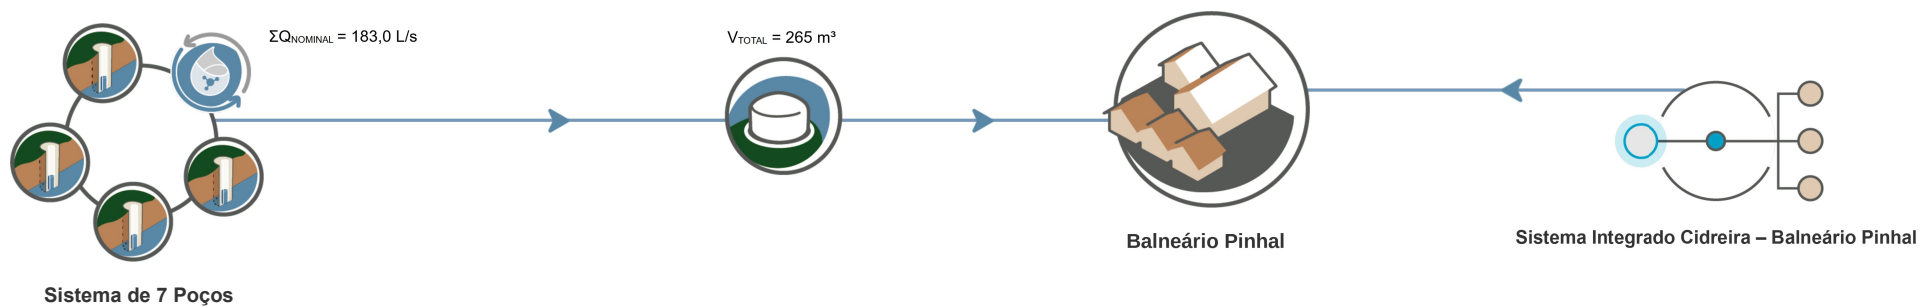 ΣQNOMINAL = 183,0 L/s
VTOTAL = 265 m³
Balneário Pinhal
Sistema Integrado Cidreira – Balneário Pinhal
Sistema de 7 Poços